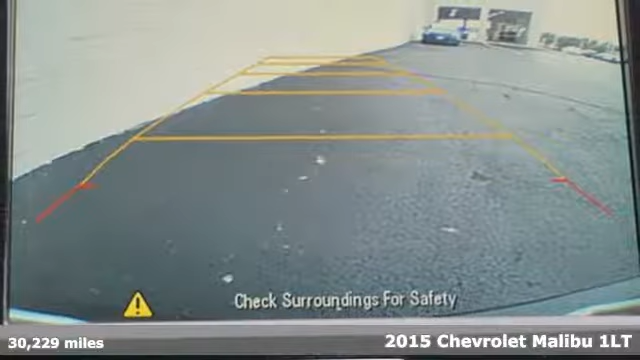 Check Surroundings For Safety
30,229 miles
2015 Chevrolet Malibu 1LT